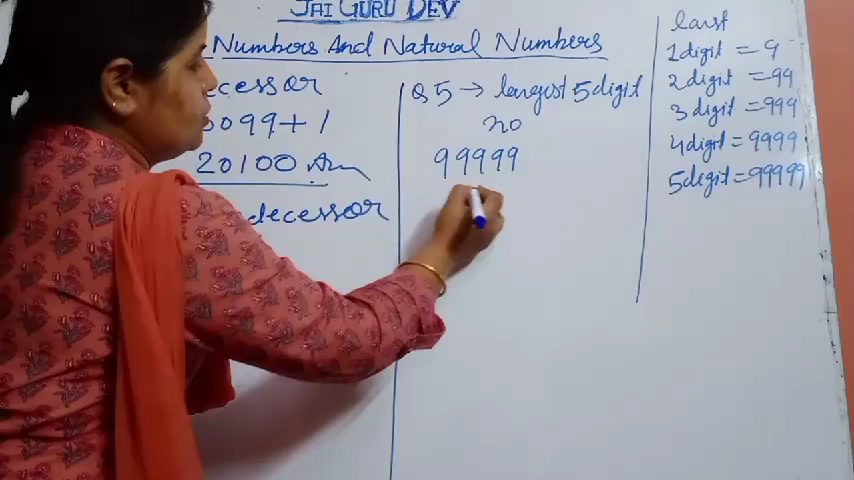 JAI GURU DEV
Numbers And Natural Numbers
cessor
099+1
20100 Ans
decessor
Q 5 → largest 5 digit
no
99999
last
1 digit = 9
2 digit = 99
3 digit = 999
4 digit = 9999
5 digit = 99999